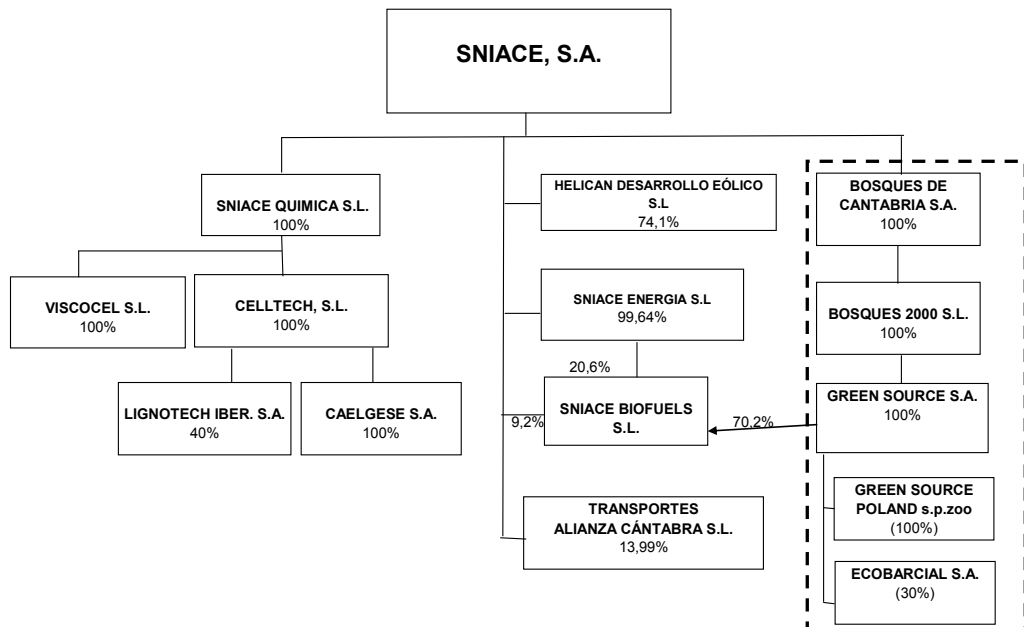 SNIACE, S.A.
SNIACE QUIMICA S.L.
100%
VISCOCEL S.L.
100%
CELLTECH, S.L.
100%
LIGNOTECH IBER. S.A.
40%
CAELGESE S.A.
100%
HELICAN DESARROLLO EÓLICO
S.L
74,1%
SNIACE ENERGIA S.L
99,64%
20,6%
SNIACE BIOFUELS
S.L.
9,2%
70,2%
TRANSPORTES
ALIANZA CÁNTABRA S.L.
13,99%
BOSQUES DE
CANTABRIA S.A.
100%
BOSQUES 2000 S.L.
100%
GREEN SOURCE S.A.
100%
GREEN SOURCE
POLAND s.p.zoo
(100%)
ECOBARCIAL S.A.
(30%)